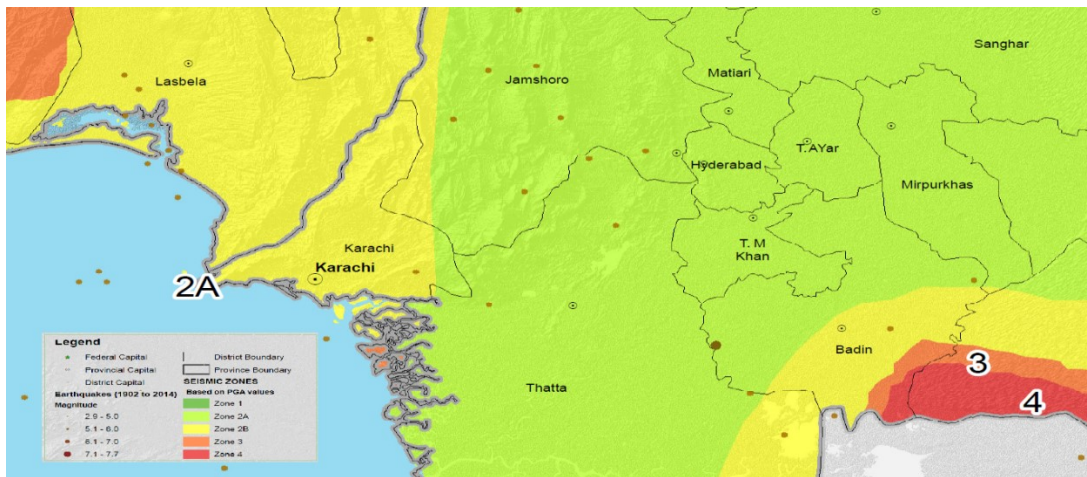 Sanghar
Lasbela
Jamshoro
Matiari
T.AYar
Hyderabad
Mirpurkhas
Karachi
Karachi
T. M
Khan
2A
Badin
3
4
Thatta
Legend
Federal Capital
Provincial Capital
District Capital
Earthquakes (1902 to 2014)
Magnitude
2.9 - 5.0
5.1 - 6.0
6.1 - 7.0
7.1 - 7.7
District Boundary
Province Boundary
SEISMIC ZONES
Based on PGA values
Zone 1
Zone 2A
Zone 2B
Zone 3
Zone 4